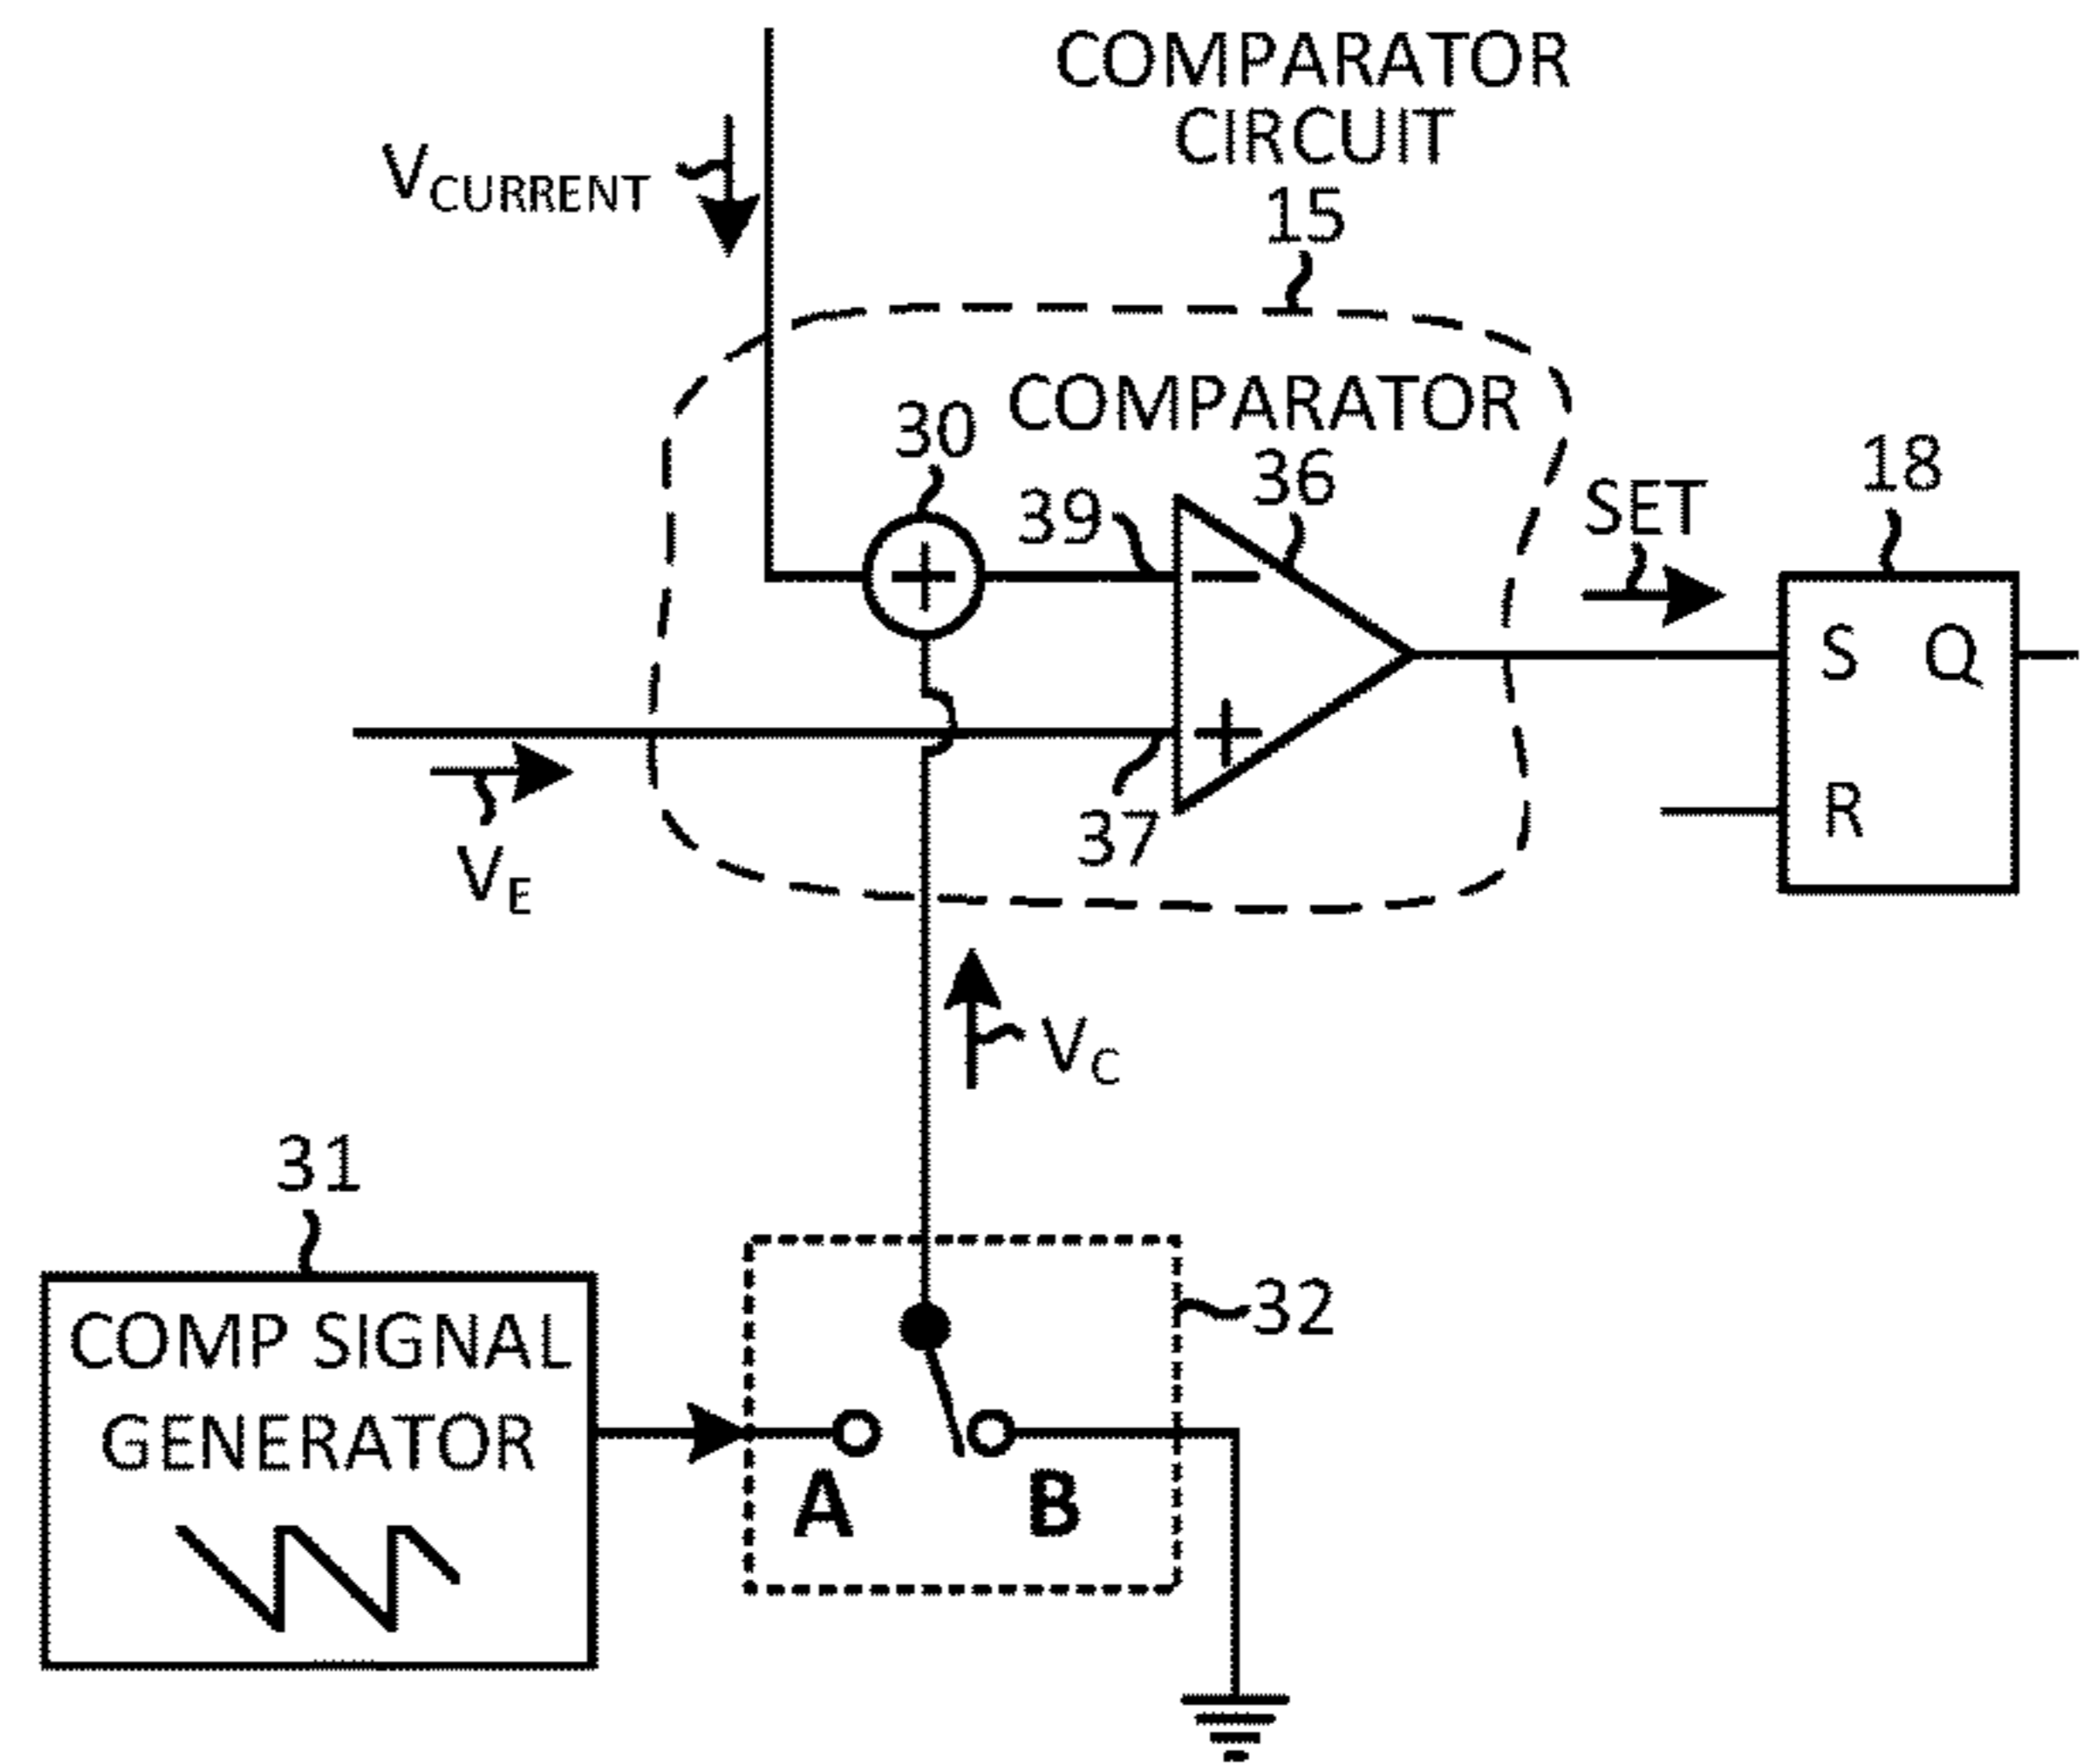 COMPARATOR
CIRCUIT
15
VCURRENT
COMPARATOR
30
39
36
SET
18
S Q
R
37
VE
VC
31
COMP SIGNAL
GENERATOR
32
A B